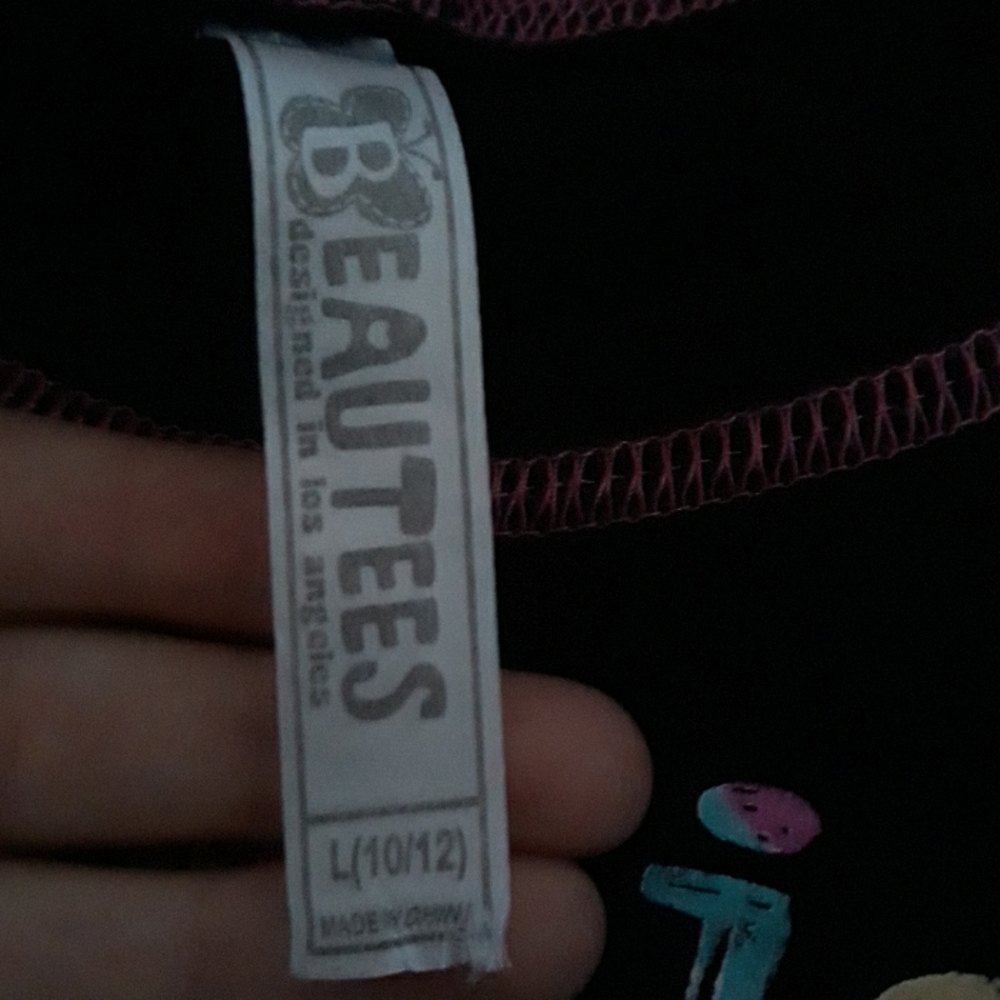 BEAUTEES
designed in los angeles
L(10/12)
MADE IN CHINA